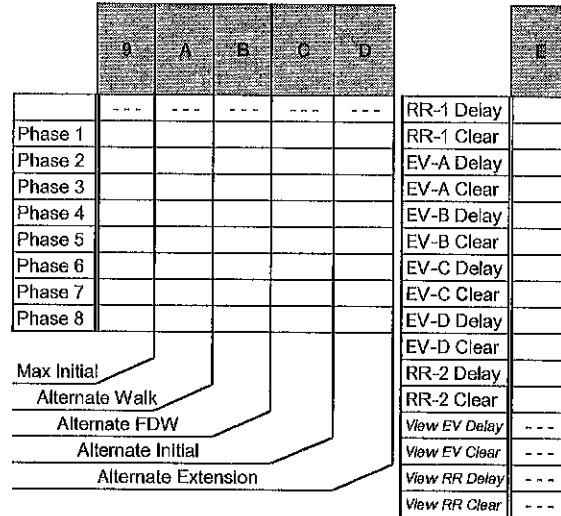 9 A B C D E
--- --- --- --- --- RR-1 Delay
Phase 1 RR-1 Clear
Phase 2 EV-A Delay
Phase 3 EV-A Clear
Phase 4 EV-B Delay
Phase 5 EV-B Clear
Phase 6 EV-C Delay
Phase 7 EV-C Clear
Phase 8 EV-D Delay
EV-D Clear
Max Initial RR-2 Delay
Alternate Walk RR-2 Clear
Alternate FDW View EV Delay ---
Alternate Initial View EV Clear ---
Alternate Extension View RR Delay ---
View RR Clear ---